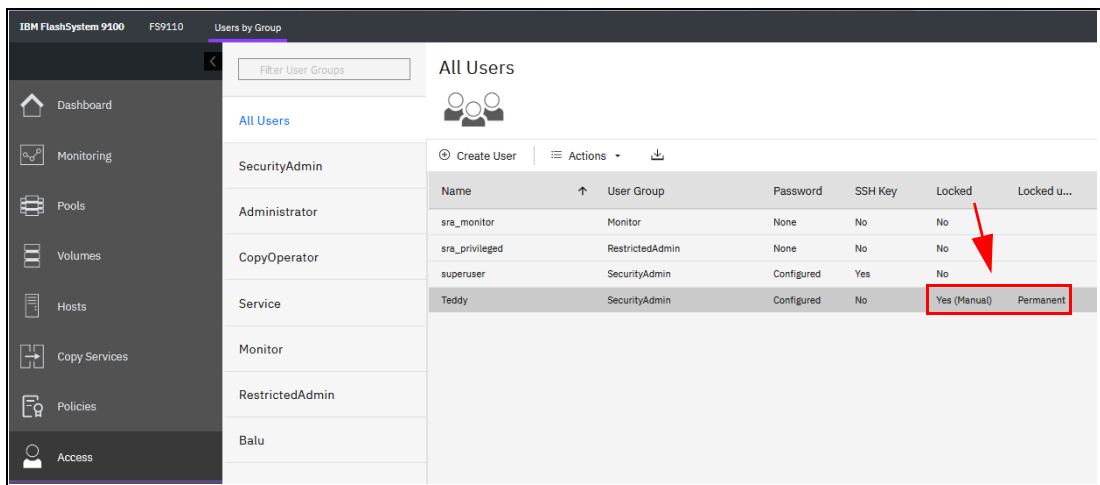 IBM FlashSystem 9100 FS9110 Users by Group
Dashboard
Monitoring
Pools
Volumes
Hosts
Copy Services
Policies
Access
Filter User Groups
All Users
SecurityAdmin
Administrator
CopyOperator
Service
Monitor
RestrictedAdmin
Balu
All Users
Create User Actions
Name User Group Password SSH Key Locked Locked u...
sra_monitor Monitor None No No
sra_privileged RestrictedAdmin None No No
superuser SecurityAdmin Configured Yes No
Teddy SecurityAdmin Configured No Yes (Manual) Permanent